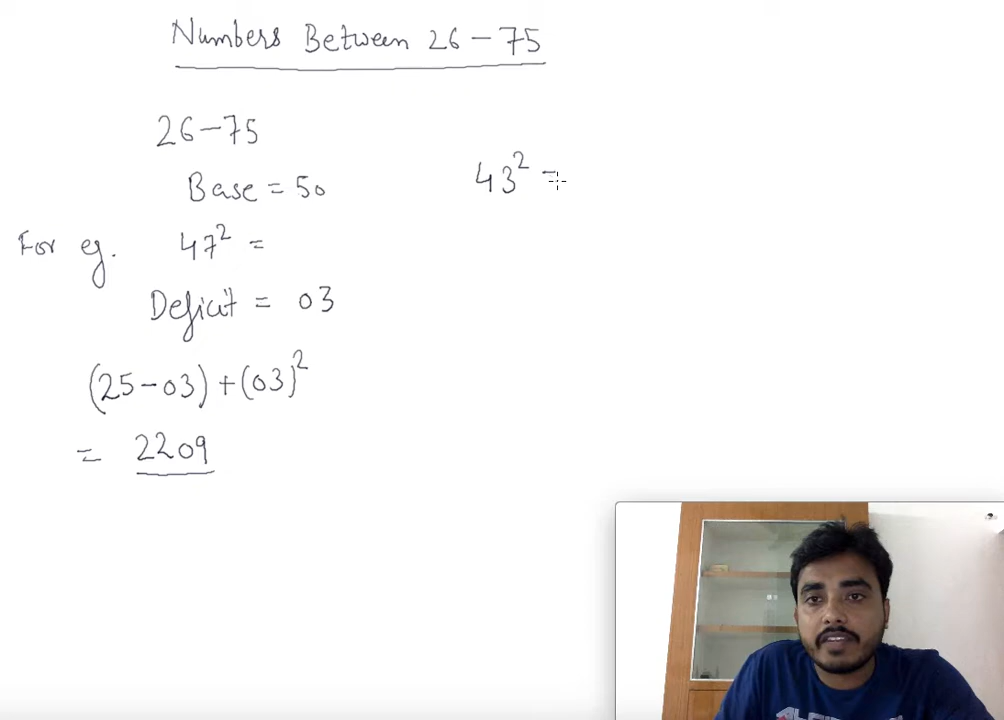 Numbers Between 26 - 75
26-75
Base = 50
For eg. 47² =
Deficit = 03
(25-03) + (03)²
= 2209
43² =